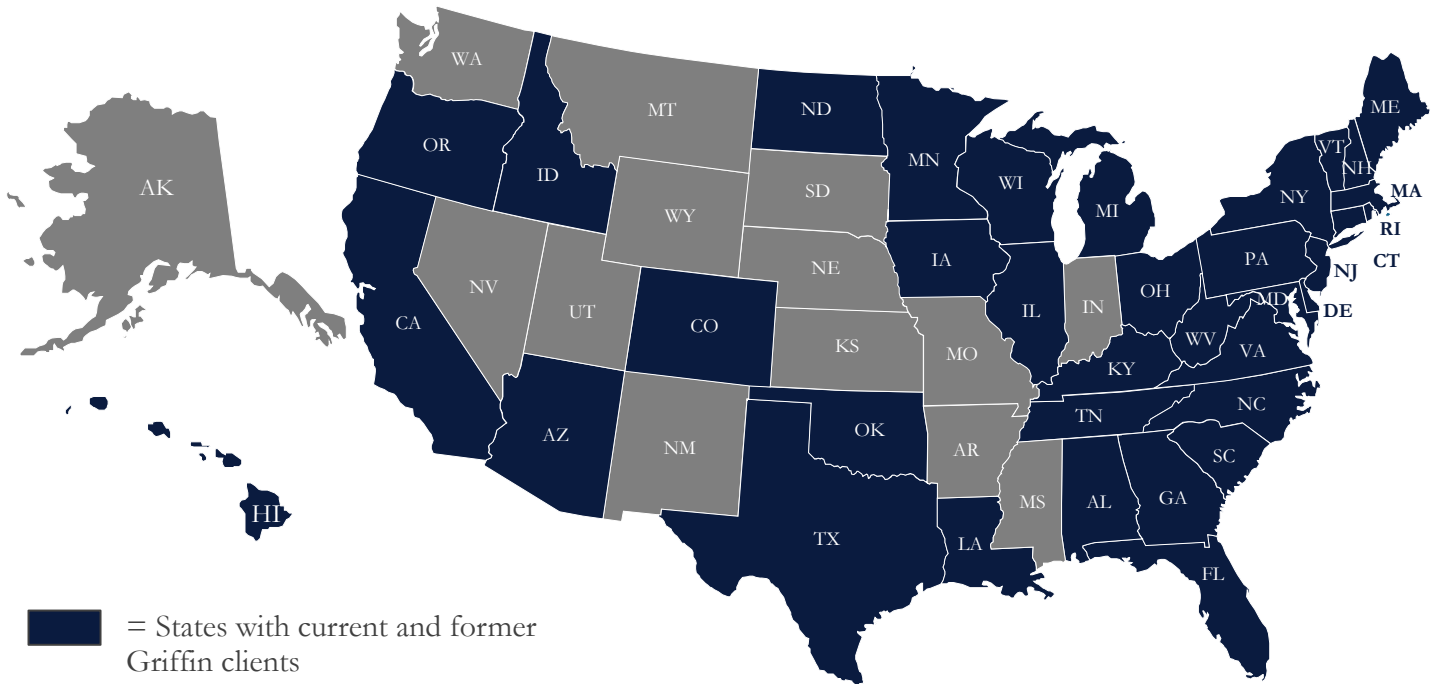 WA
MT
ND
ME
OR
MN
VT
ID
WI
NH
AK
SD
MA
WY
MI
NY
RI
IA
PA
CT
NE
NJ
NV
OH
UT
IL
IN
MD
DE
CA
CO
WV
KS
MO
VA
KY
NC
TN
AZ
OK
NM
AR
SC
MS
AL
GA
HI
TX
LA
FL
= States with current and former
Griffin clients